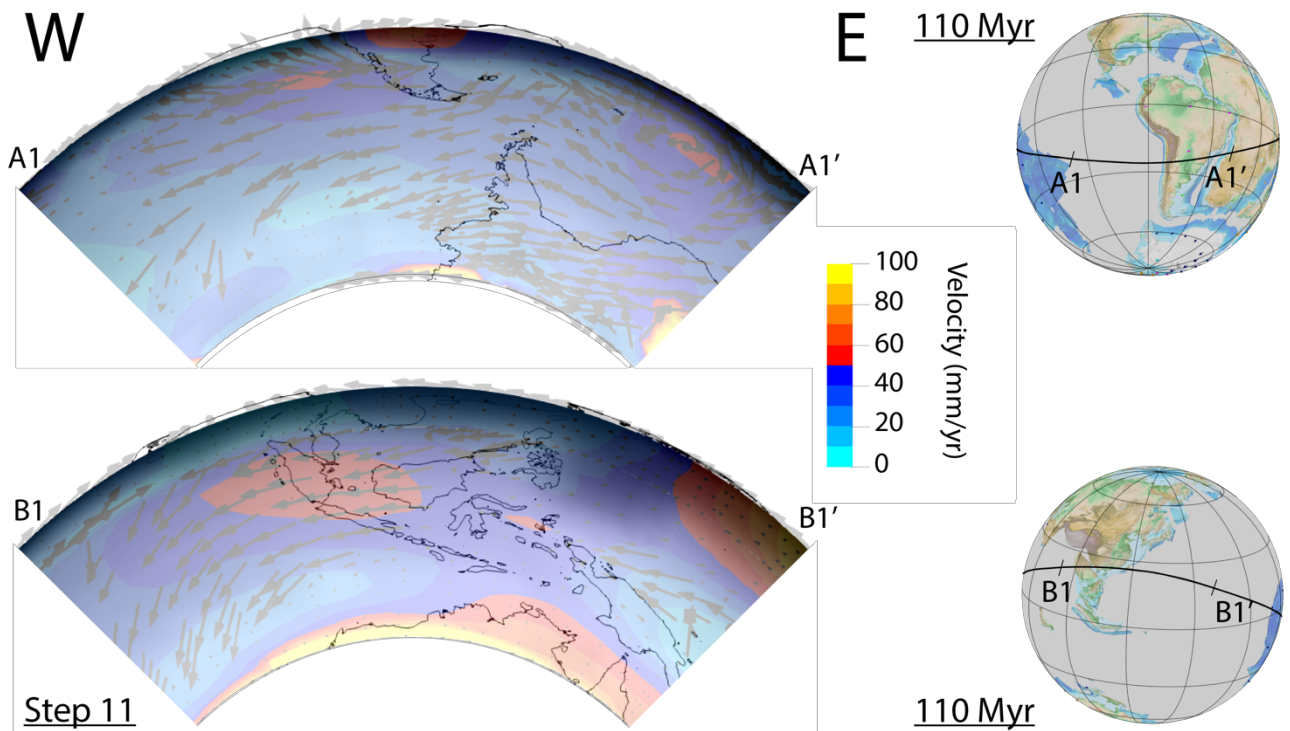 W
E
110 Myr
A1
A1′
A1
A1′
100
80
60
40
20
0
Velocity (mm/yr)
B1
B1′
B1
B1′
Step 11
110 Myr